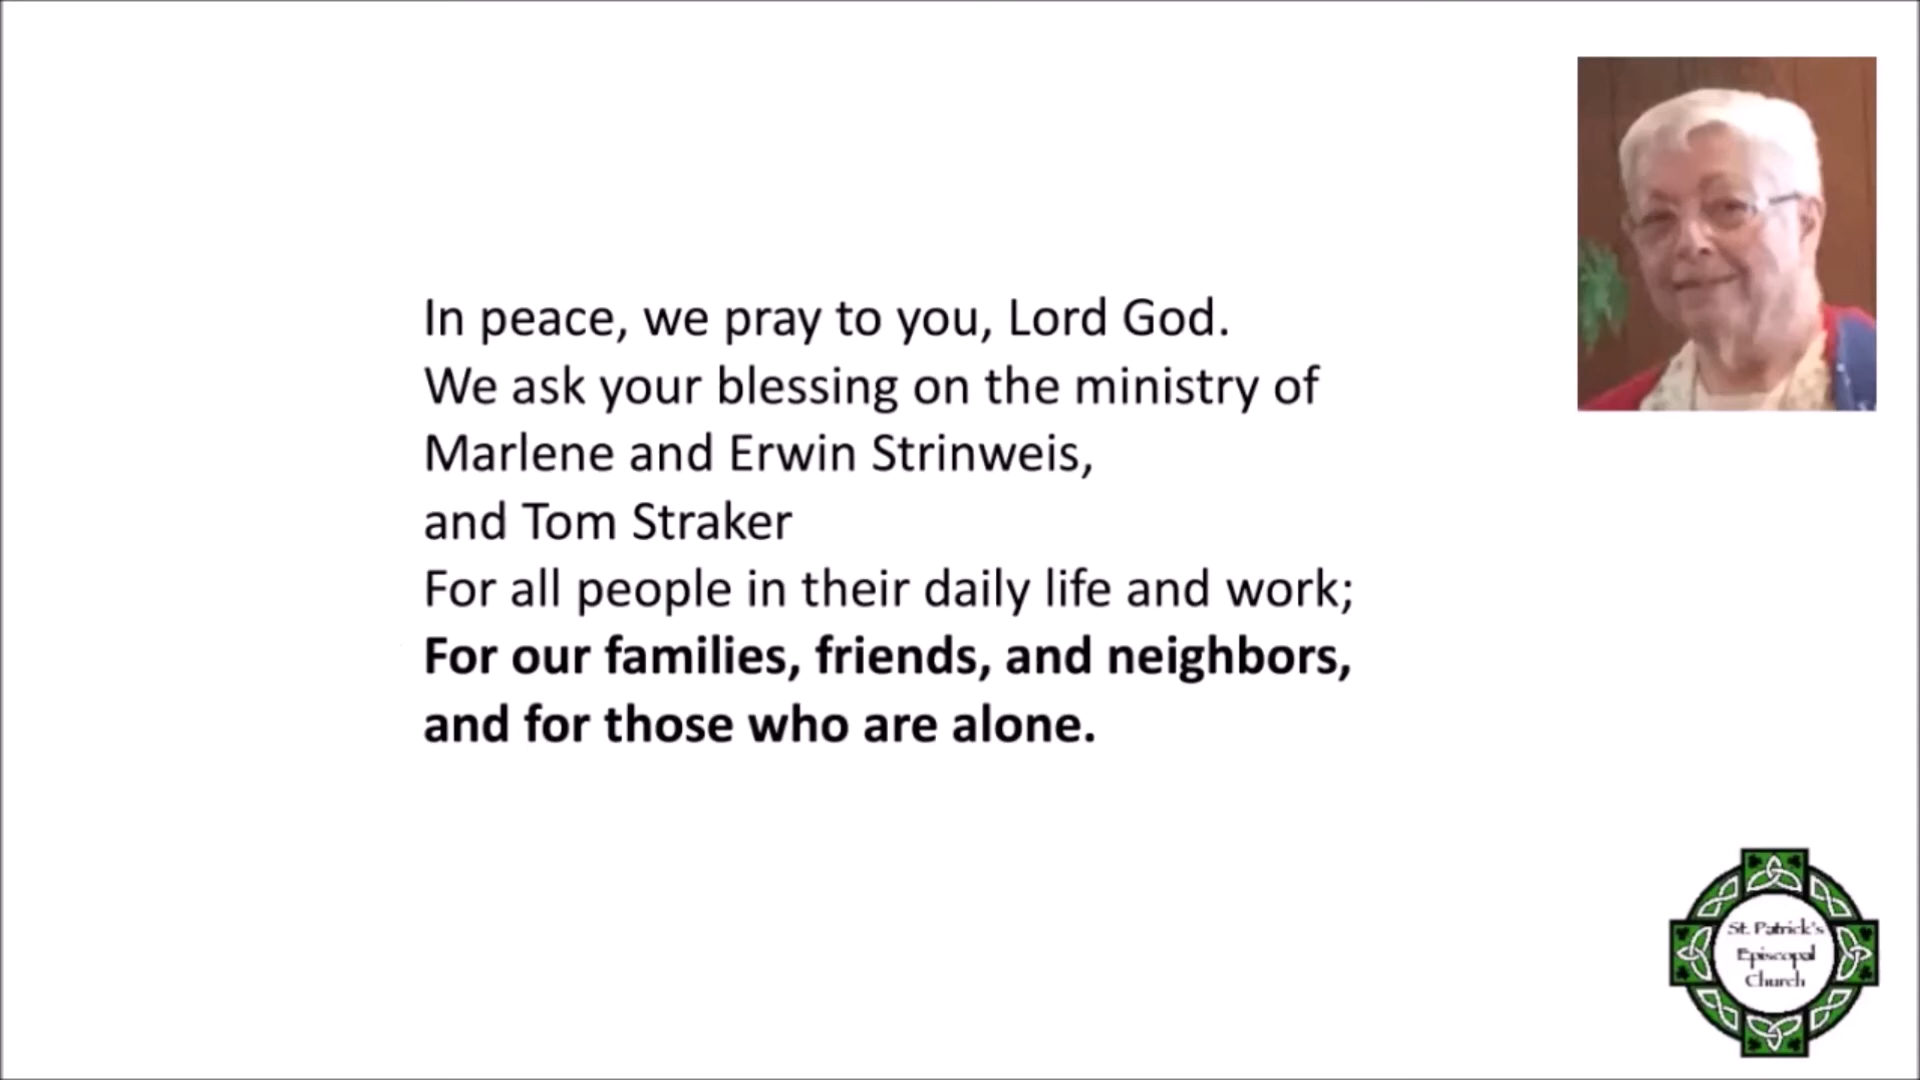 In peace, we pray to you, Lord God.
We ask your blessing on the ministry of
Marlene and Erwin Strinweis,
and Tom Straker
For all people in their daily life and work;
For our families, friends, and neighbors,
and for those who are alone.
St. Patrick's
Episcopal
Church